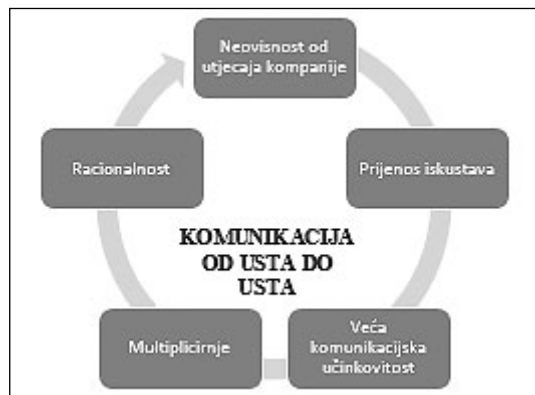 Neovisnost od
utjecaja kompanije
Prijenos iskustava
Veća
komunikacijska
učinkovitost
Multiplicirnje
Racionalnost
KOMUNIKACIJA
OD USTA DO
USTA